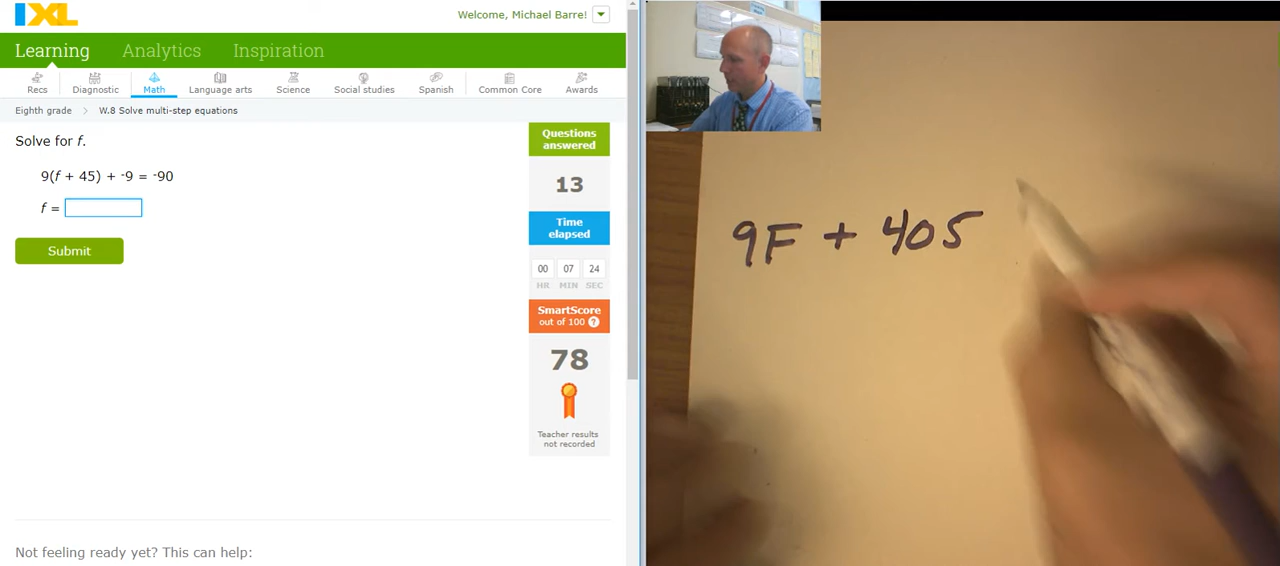 IXL
Welcome, Michael Barre!
Learning Analytics Inspiration
Recs Diagnostic Math Language arts Science Social studies Spanish Common Core Awards
Eighth grade > W.8 Solve multi-step equations
Solve for f.
9(f + 45) + -9 = -90
f =
Submit
Questions
answered
13
Time
elapsed
00 07 24
HR MIN SEC
SmartScore
out of 100 ?
78
Teacher results
not recorded
Not feeling ready yet? This can help:
9F + 405